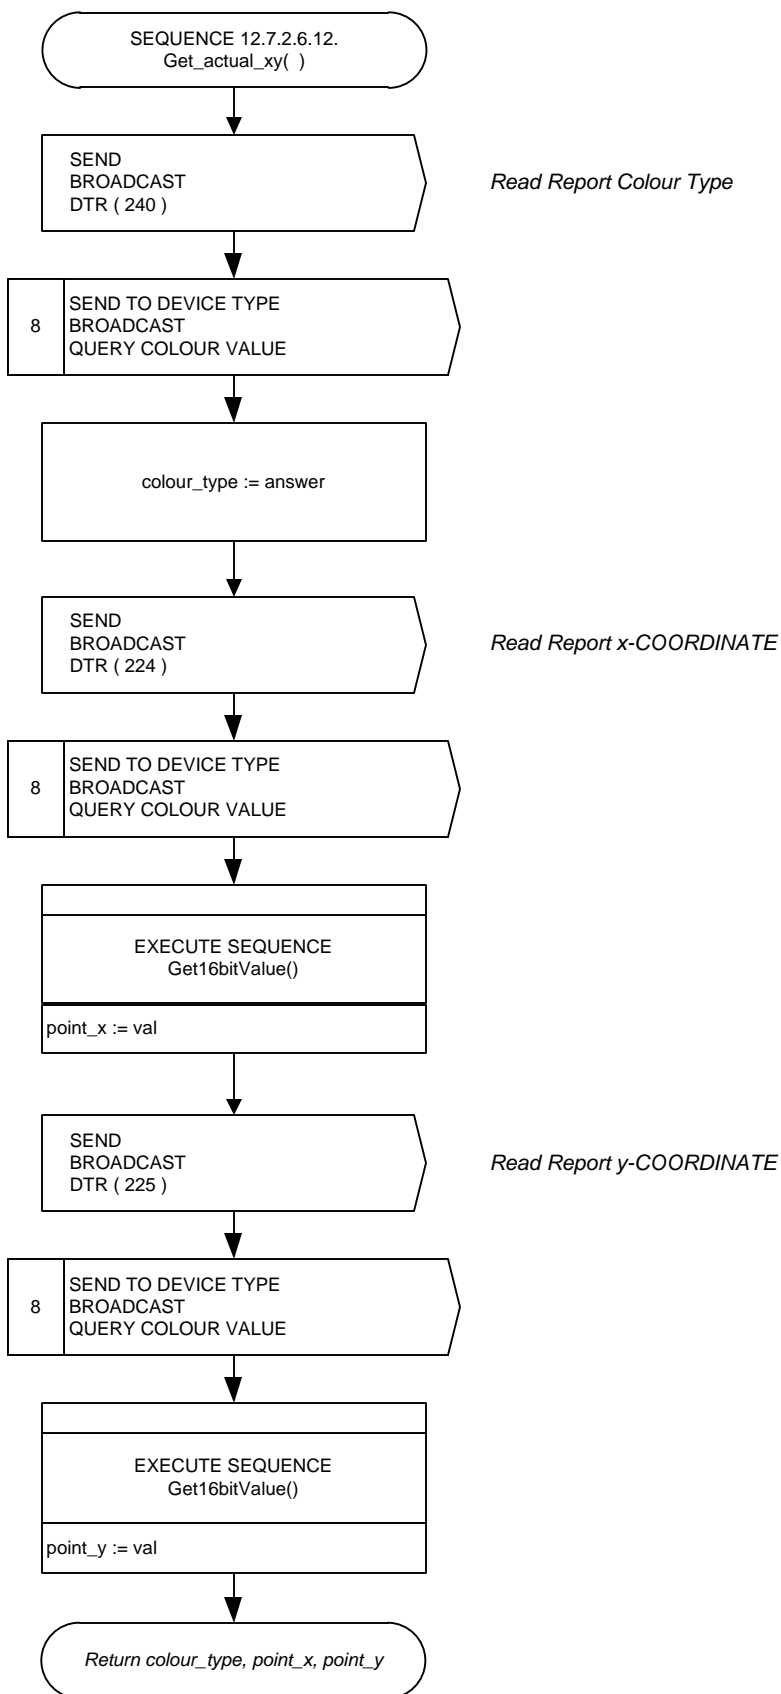 SEQUENCE 12.7.2.6.12.
Get_actual_xy( )
SEND
BROADCAST
DTR ( 240 )
Read Report Colour Type
8
SEND TO DEVICE TYPE
BROADCAST
QUERY COLOUR VALUE
colour_type := answer
SEND
BROADCAST
DTR ( 224 )
Read Report x-COORDINATE
8
SEND TO DEVICE TYPE
BROADCAST
QUERY COLOUR VALUE
EXECUTE SEQUENCE
Get16bitValue()
point_x := val
SEND
BROADCAST
DTR ( 225 )
Read Report y-COORDINATE
8
SEND TO DEVICE TYPE
BROADCAST
QUERY COLOUR VALUE
EXECUTE SEQUENCE
Get16bitValue()
point_y := val
Return colour_type, point_x, point_y